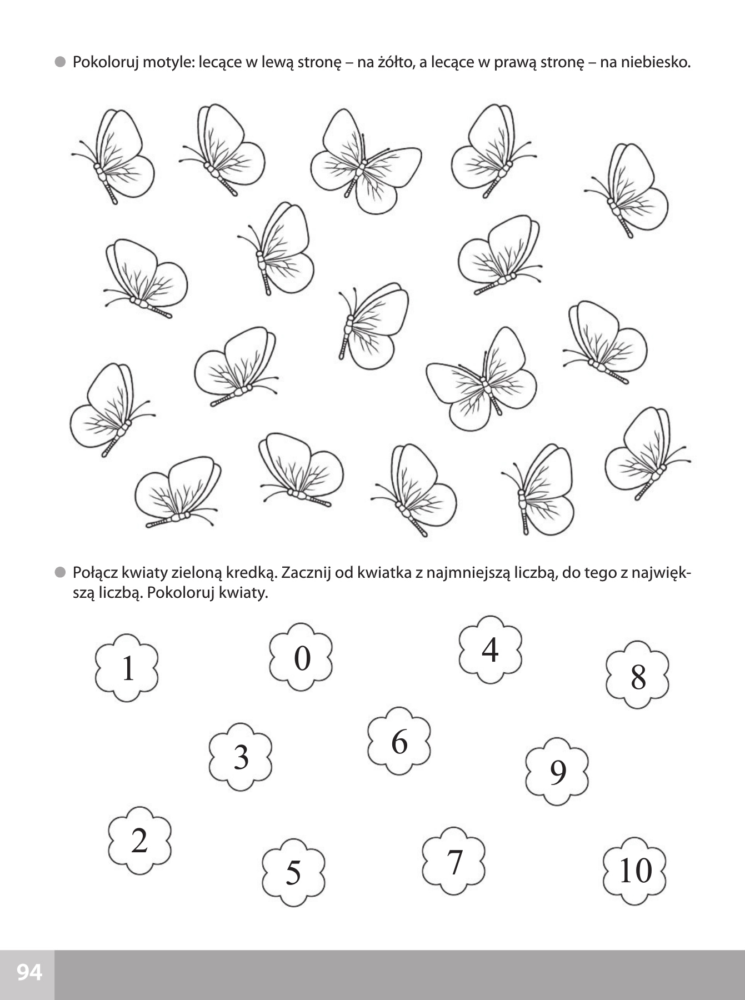 Pokoloruj motyle: lecące w lewą stronę – na żółto, a lecące w prawą stronę – na niebiesko.
Połącz kwiaty zieloną kredką. Zacznij od kwiatka z najmniejszą liczbą, do tego z najwięk-
szą liczbą. Pokoloruj kwiaty.
1 0 4 8
3 6 9
2 5 7 10
94